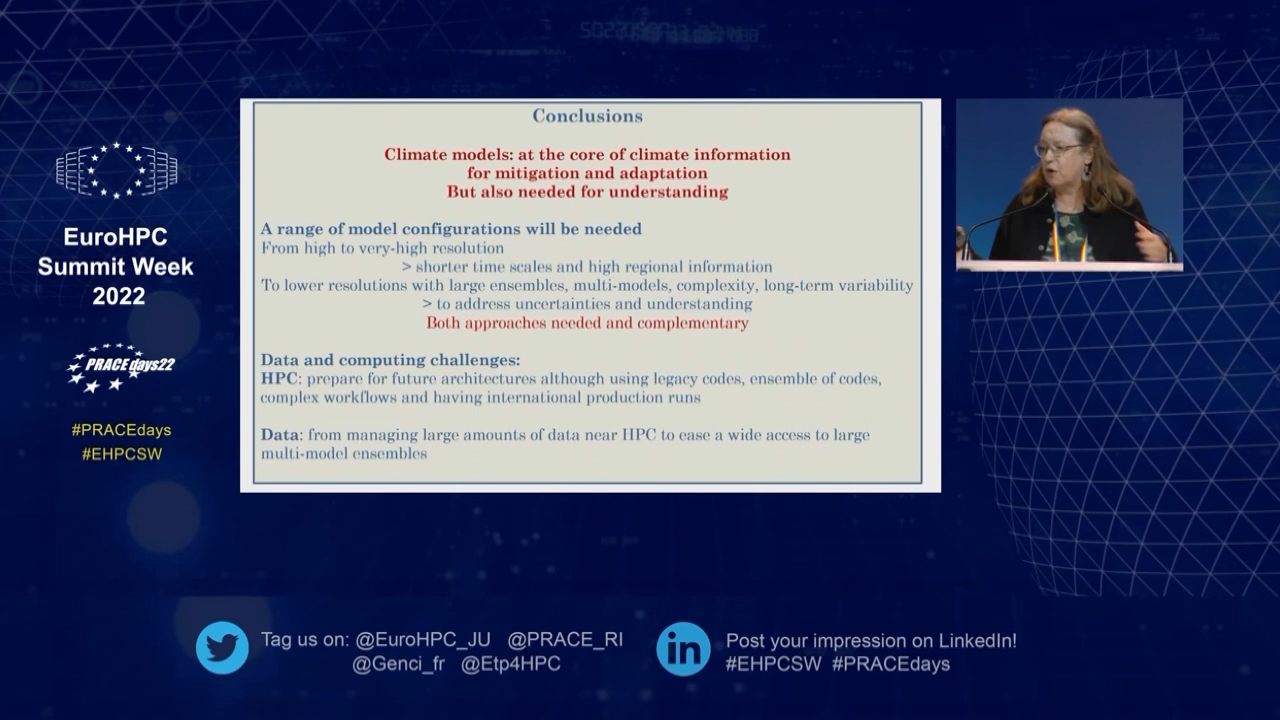 EuroHPC
Summit Week
2022
PRACEdays22
#PRACEdays
#EHPCSW
Conclusions
Climate models: at the core of climate information
for mitigation and adaptation
But also needed for understanding
A range of model configurations will be needed
From high to very-high resolution
> shorter time scales and high regional information
To lower resolutions with large ensembles, multi-models, complexity, long-term variability
> to address uncertainties and understanding
Both approaches needed and complementary
Data and computing challenges:
HPC: prepare for future architectures although using legacy codes, ensemble of codes,
complex workflows and having international production runs
Data: from managing large amounts of data near HPC to ease a wide access to large
multi-model ensembles
Tag us on: @EuroHPC_JU @PRACE_RI
@Genci_fr @Etp4HPC
in
Post your impression on LinkedIn!
#EHPCSW #PRACEdays